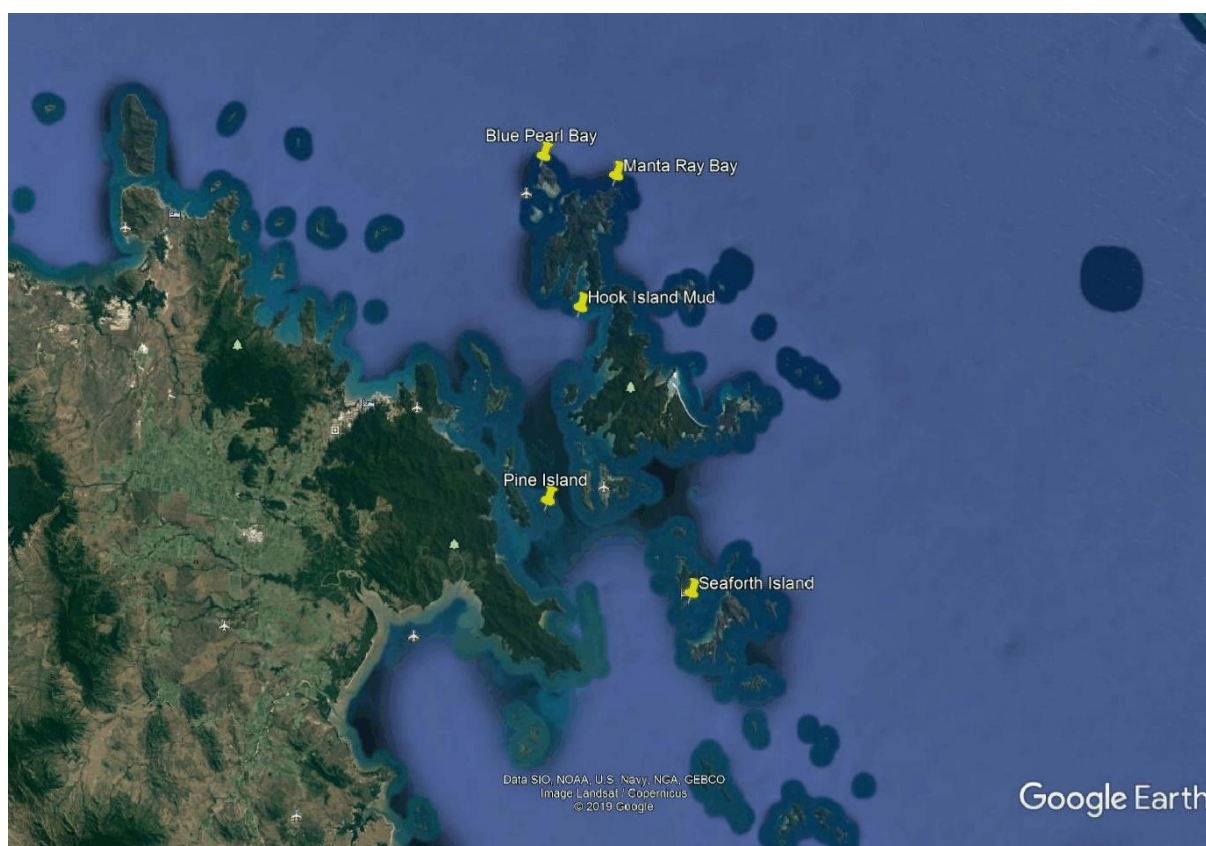 Blue Pearl Bay
Manta Ray Bay
Hook Island Mud
Pine Island
Seaforth Island
Data SIO, NOAA, U.S. Navy, NGA, GEBCO
Image Landsat / Copernicus
© 2019 Google
Google Earth